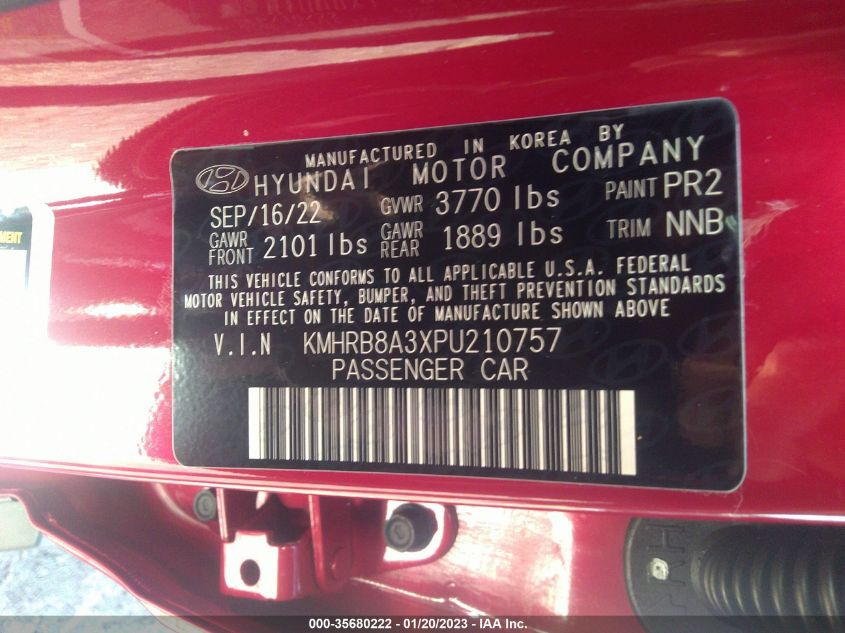 MANUFACTURED IN KOREA BY
HYUNDAI MOTOR COMPANY
SEP/16/22 GVWR 3770 lbs PAINT PR2
GAWR FRONT 2101 lbs GAWR REAR 1889 lbs TRIM NNB
THIS VEHICLE CONFORMS TO ALL APPLICABLE U.S.A. FEDERAL
MOTOR VEHICLE SAFETY, BUMPER, AND THEFT PREVENTION STANDARDS
IN EFFECT ON THE DATE OF MANUFACTURE SHOWN ABOVE
V.I.N KMHRB8A3XPU210757
PASSENGER CAR
000-35680222 - 01/20/2023 - IAA Inc.